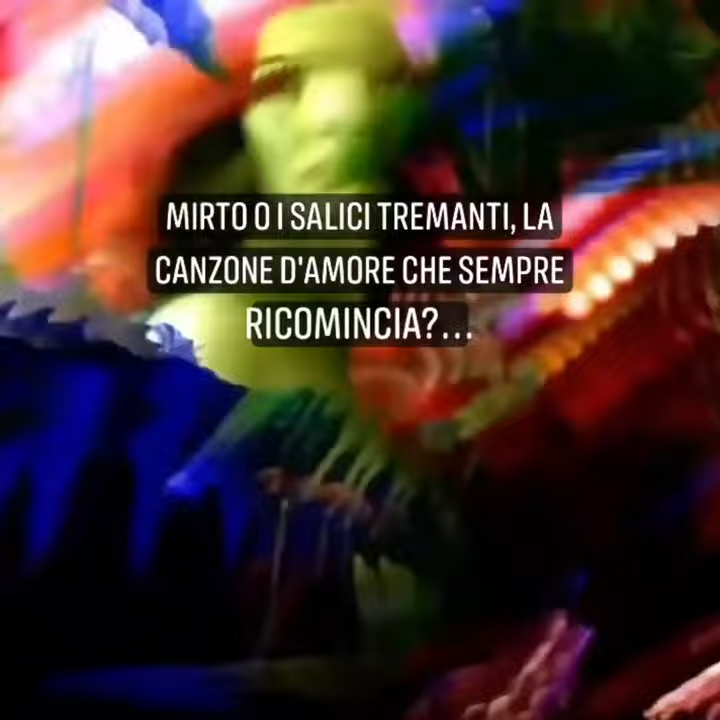 MIRTO O I SALICI TREMANTI, LA
CANZONE D'AMORE CHE SEMPRE
RICOMINCIA?...